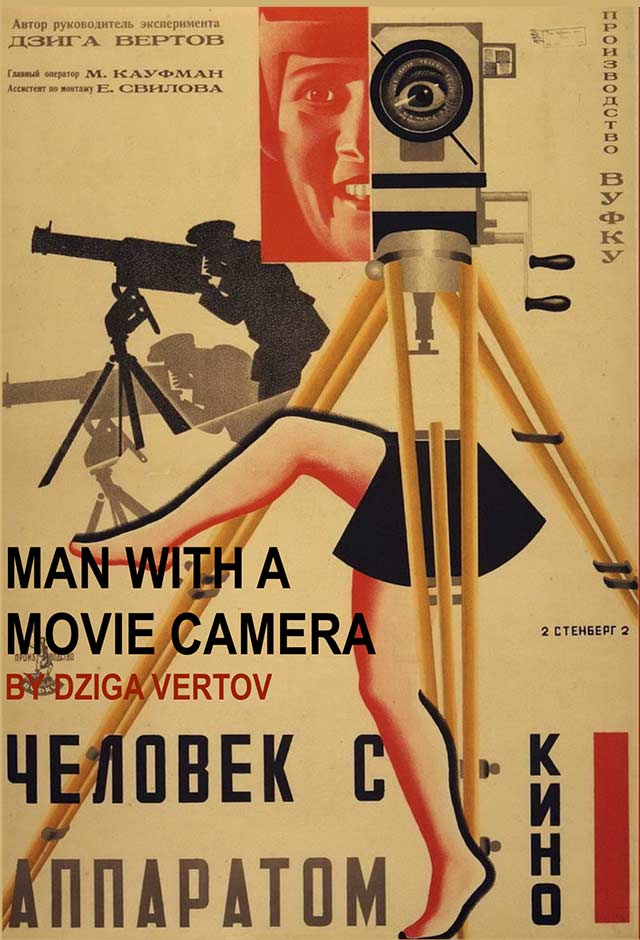 Автор руководитель эксперимента
ДЗИГА ВЕРТОВ
Главный оператор М. КАУФМАН
Ассистент по монтажу Е. СВИЛОВА
ПРОИЗВОДСТВО ВУФКУ
MAN WITH A
MOVIE CAMERA
BY DZIGA VERTOV
2 СТЕНБЕРГ 2
ЧЕЛОВЕК С
КИНО
АППАРАТОМ